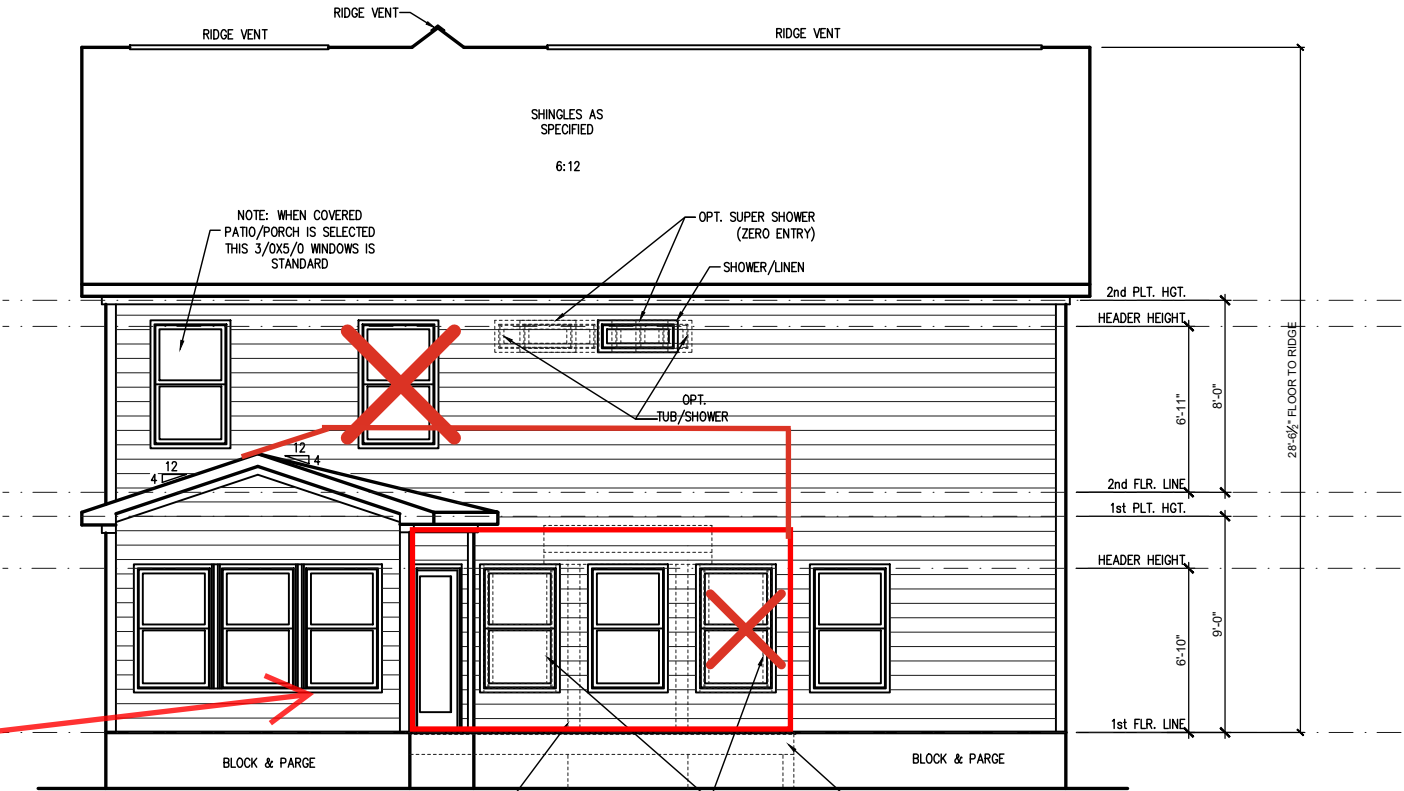 RIDGE VENT
RIDGE VENT
RIDGE VENT
SHINGLES AS
SPECIFIED
6:12
NOTE: WHEN COVERED
PATIO/PORCH IS SELECTED
THIS 3/0X5/0 WINDOWS IS
STANDARD
OPT. SUPER SHOWER
(ZERO ENTRY)
SHOWER/LINEN
2nd PLT. HGT.
HEADER HEIGHT
28'-6½" FLOOR TO RIDGE
6'-11"
8'-0"
OPT.
TUB/SHOWER
12
4
12
4
2nd FLR. LINE
1st PLT. HGT.
HEADER HEIGHT
6'-10"
9'-0"
1st FLR. LINE
BLOCK & PARGE
BLOCK & PARGE